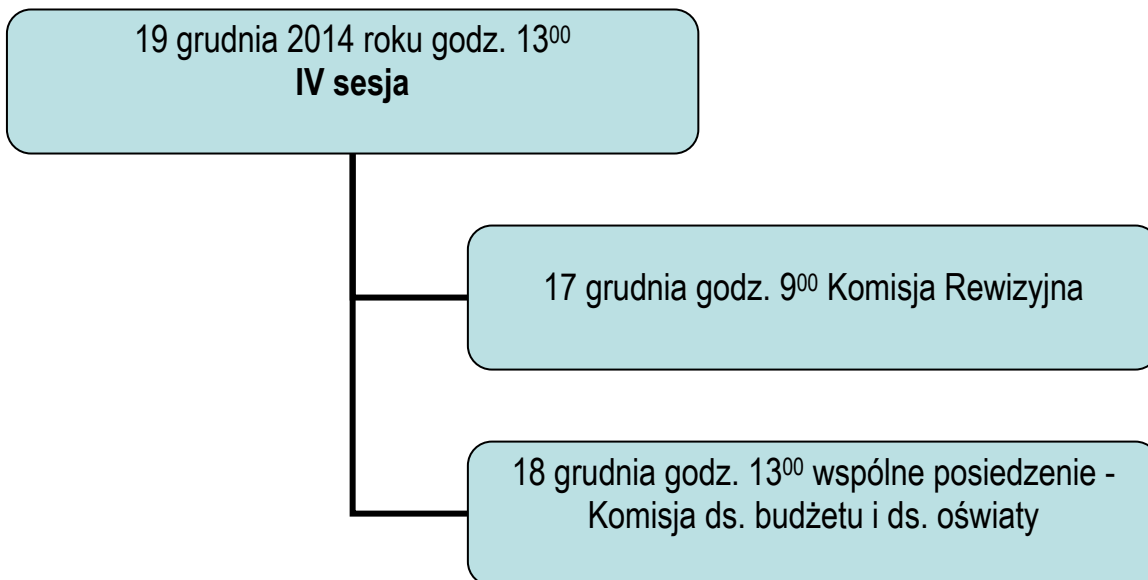 19 grudnia 2014 roku godz. 13⁰⁰
IV sesja
17 grudnia godz. 9⁰⁰ Komisja Rewizyjna
18 grudnia godz. 13⁰⁰ wspólne posiedzenie -
Komisja ds. budżetu i ds. oświaty